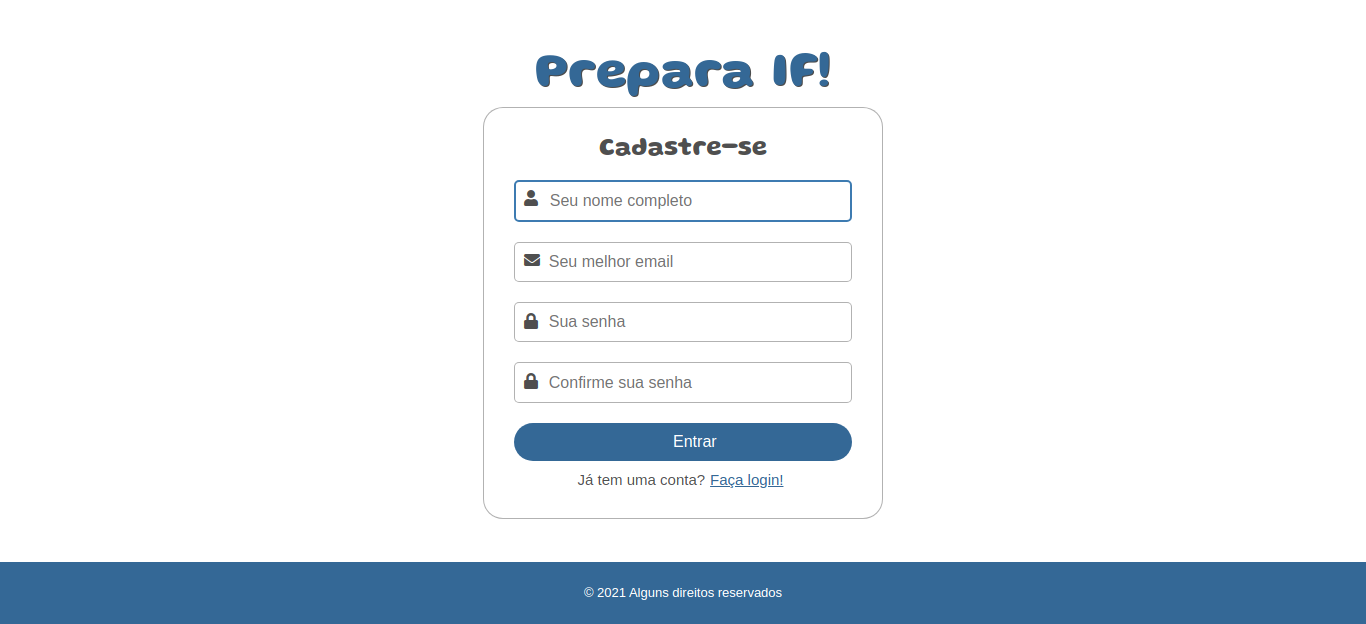 Prepara IF!
Cadastre-se
Seu nome completo
Seu melhor email
Sua senha
Confirme sua senha
Entrar
Já tem uma conta? Faça login!
© 2021 Alguns direitos reservados